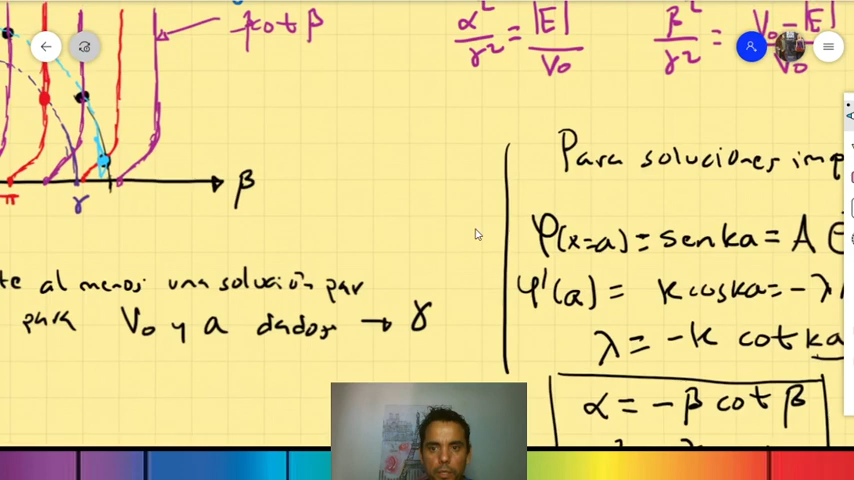 -βcot β
β
π
γ
te al menos una solución par
para V₀ y a dados → γ
α²/γ² = |E|/V₀
β²/γ² = V₀-|E|/V₀
Para soluciones imp
φ(x=a) = sen ka = A e
φ'(a) = k cos ka = -λ
λ = -k cot ka
α = -β cot β